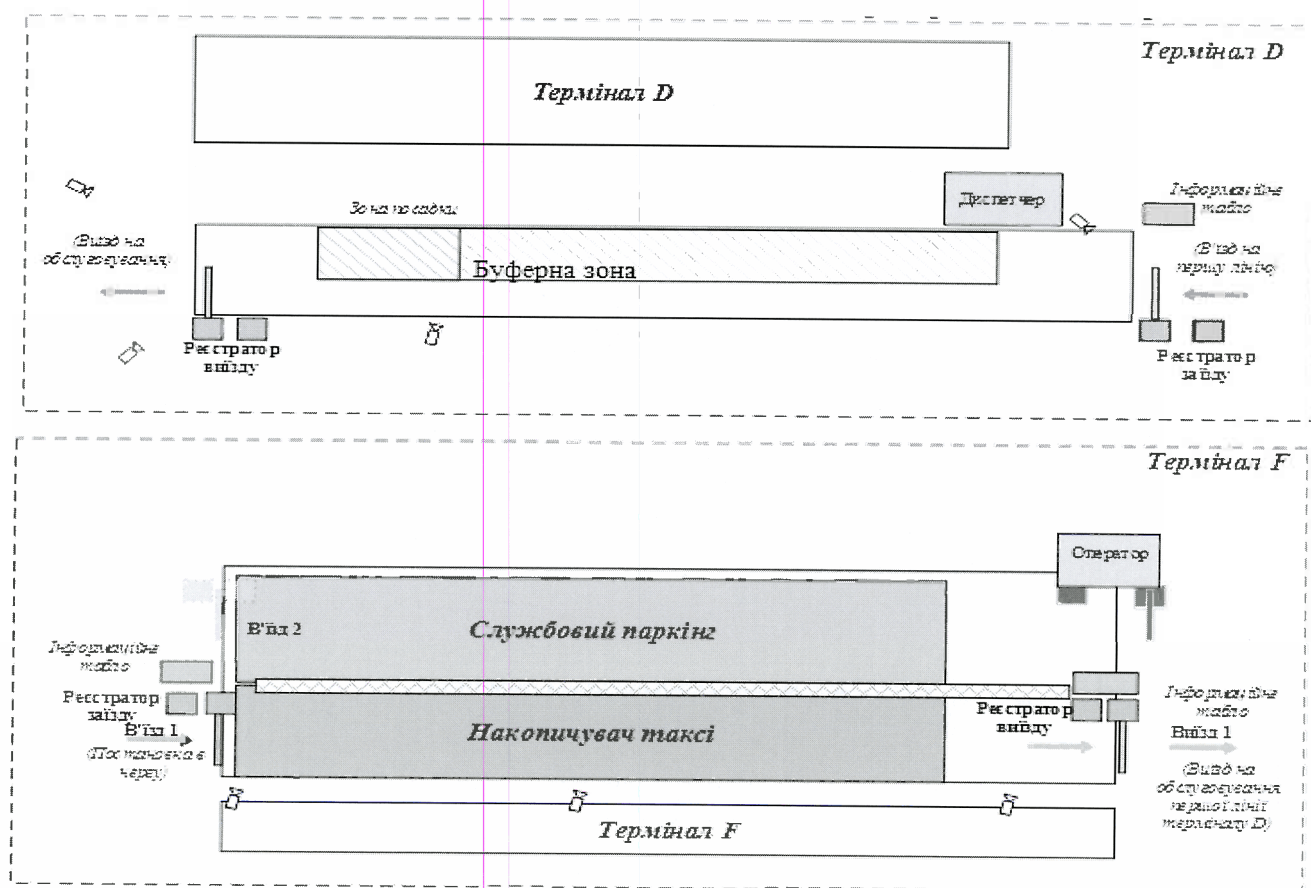 Термінал D
Термінал D
Диспетчер
Інформаційне
табло
Зона посадки
(Виїзд на
обслуговування)
(В'їзд на
першу лінію)
Буферна зона
Реєстратор
виїзду
Реєстратор
заїзду
Термінал F
Оператор
В'їзд 2
Службовий паркінг
Інформаційне
табло
Реєстратор
заїзду
В'їзд 1
(Постановка в
чергу)
Накопичувач таксі
Реєстратор
виїзду
Інформаційне
табло
Виїзд 1
(Виїзд на
обслуговування
першої лінії
терміналу D)
Термінал F